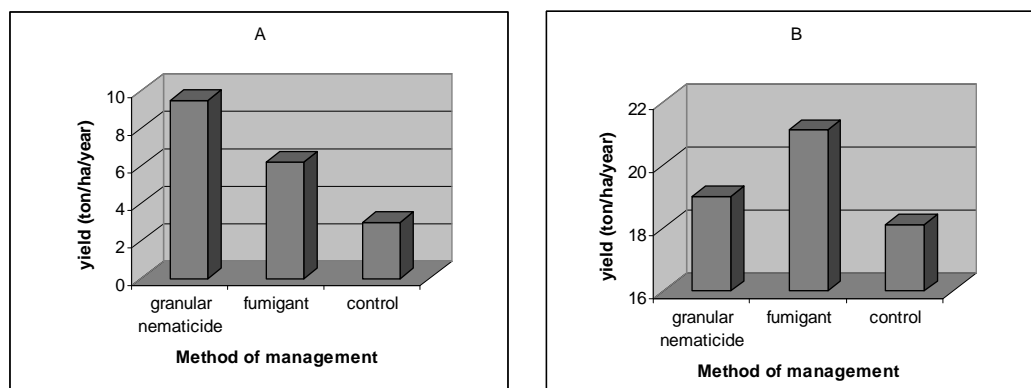 A
yield (ton/ha/year)
10
8
6
4
2
0
granular
nematicide
fumigant
control
Method of management
B
yield (ton/ha/year)
22
20
18
16
granular
nematicide
fumigant
control
Method of management